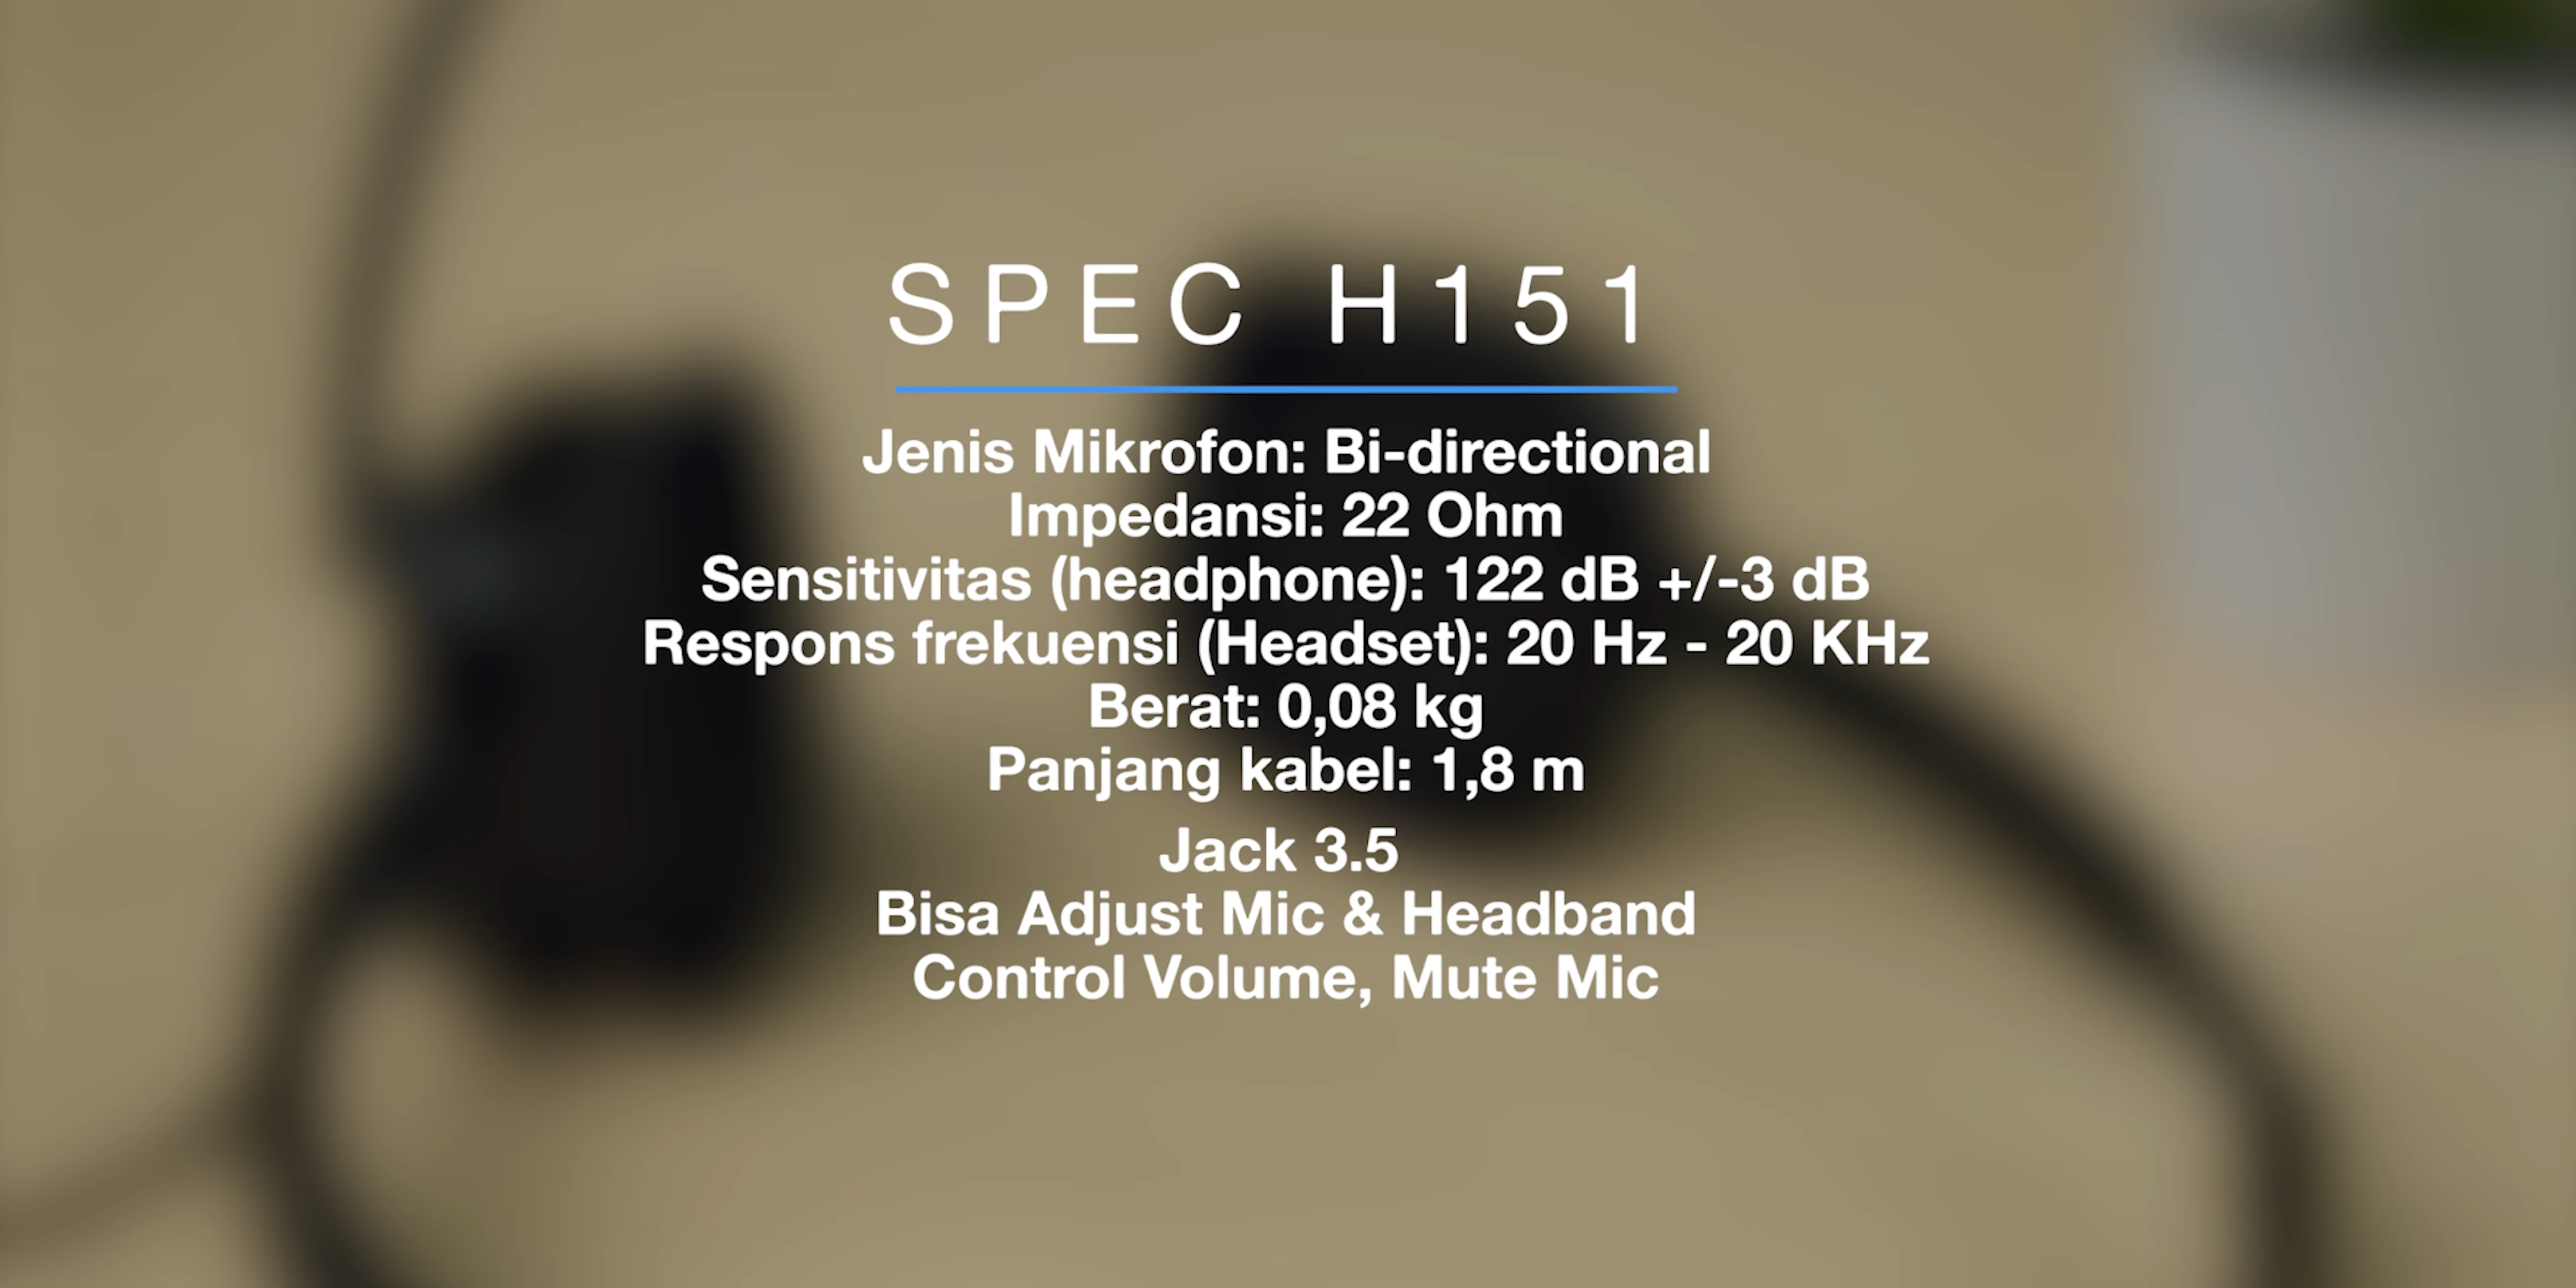 SPEC H151
Jenis Mikrofon: Bi-directional
Impedansi: 22 Ohm
Sensitivitas (headphone): 122 dB +/-3 dB
Respons frekuensi (Headset): 20 Hz - 20 KHz
Berat: 0,08 kg
Panjang kabel: 1,8 m
Jack 3.5
Bisa Adjust Mic & Headband
Control Volume, Mute Mic